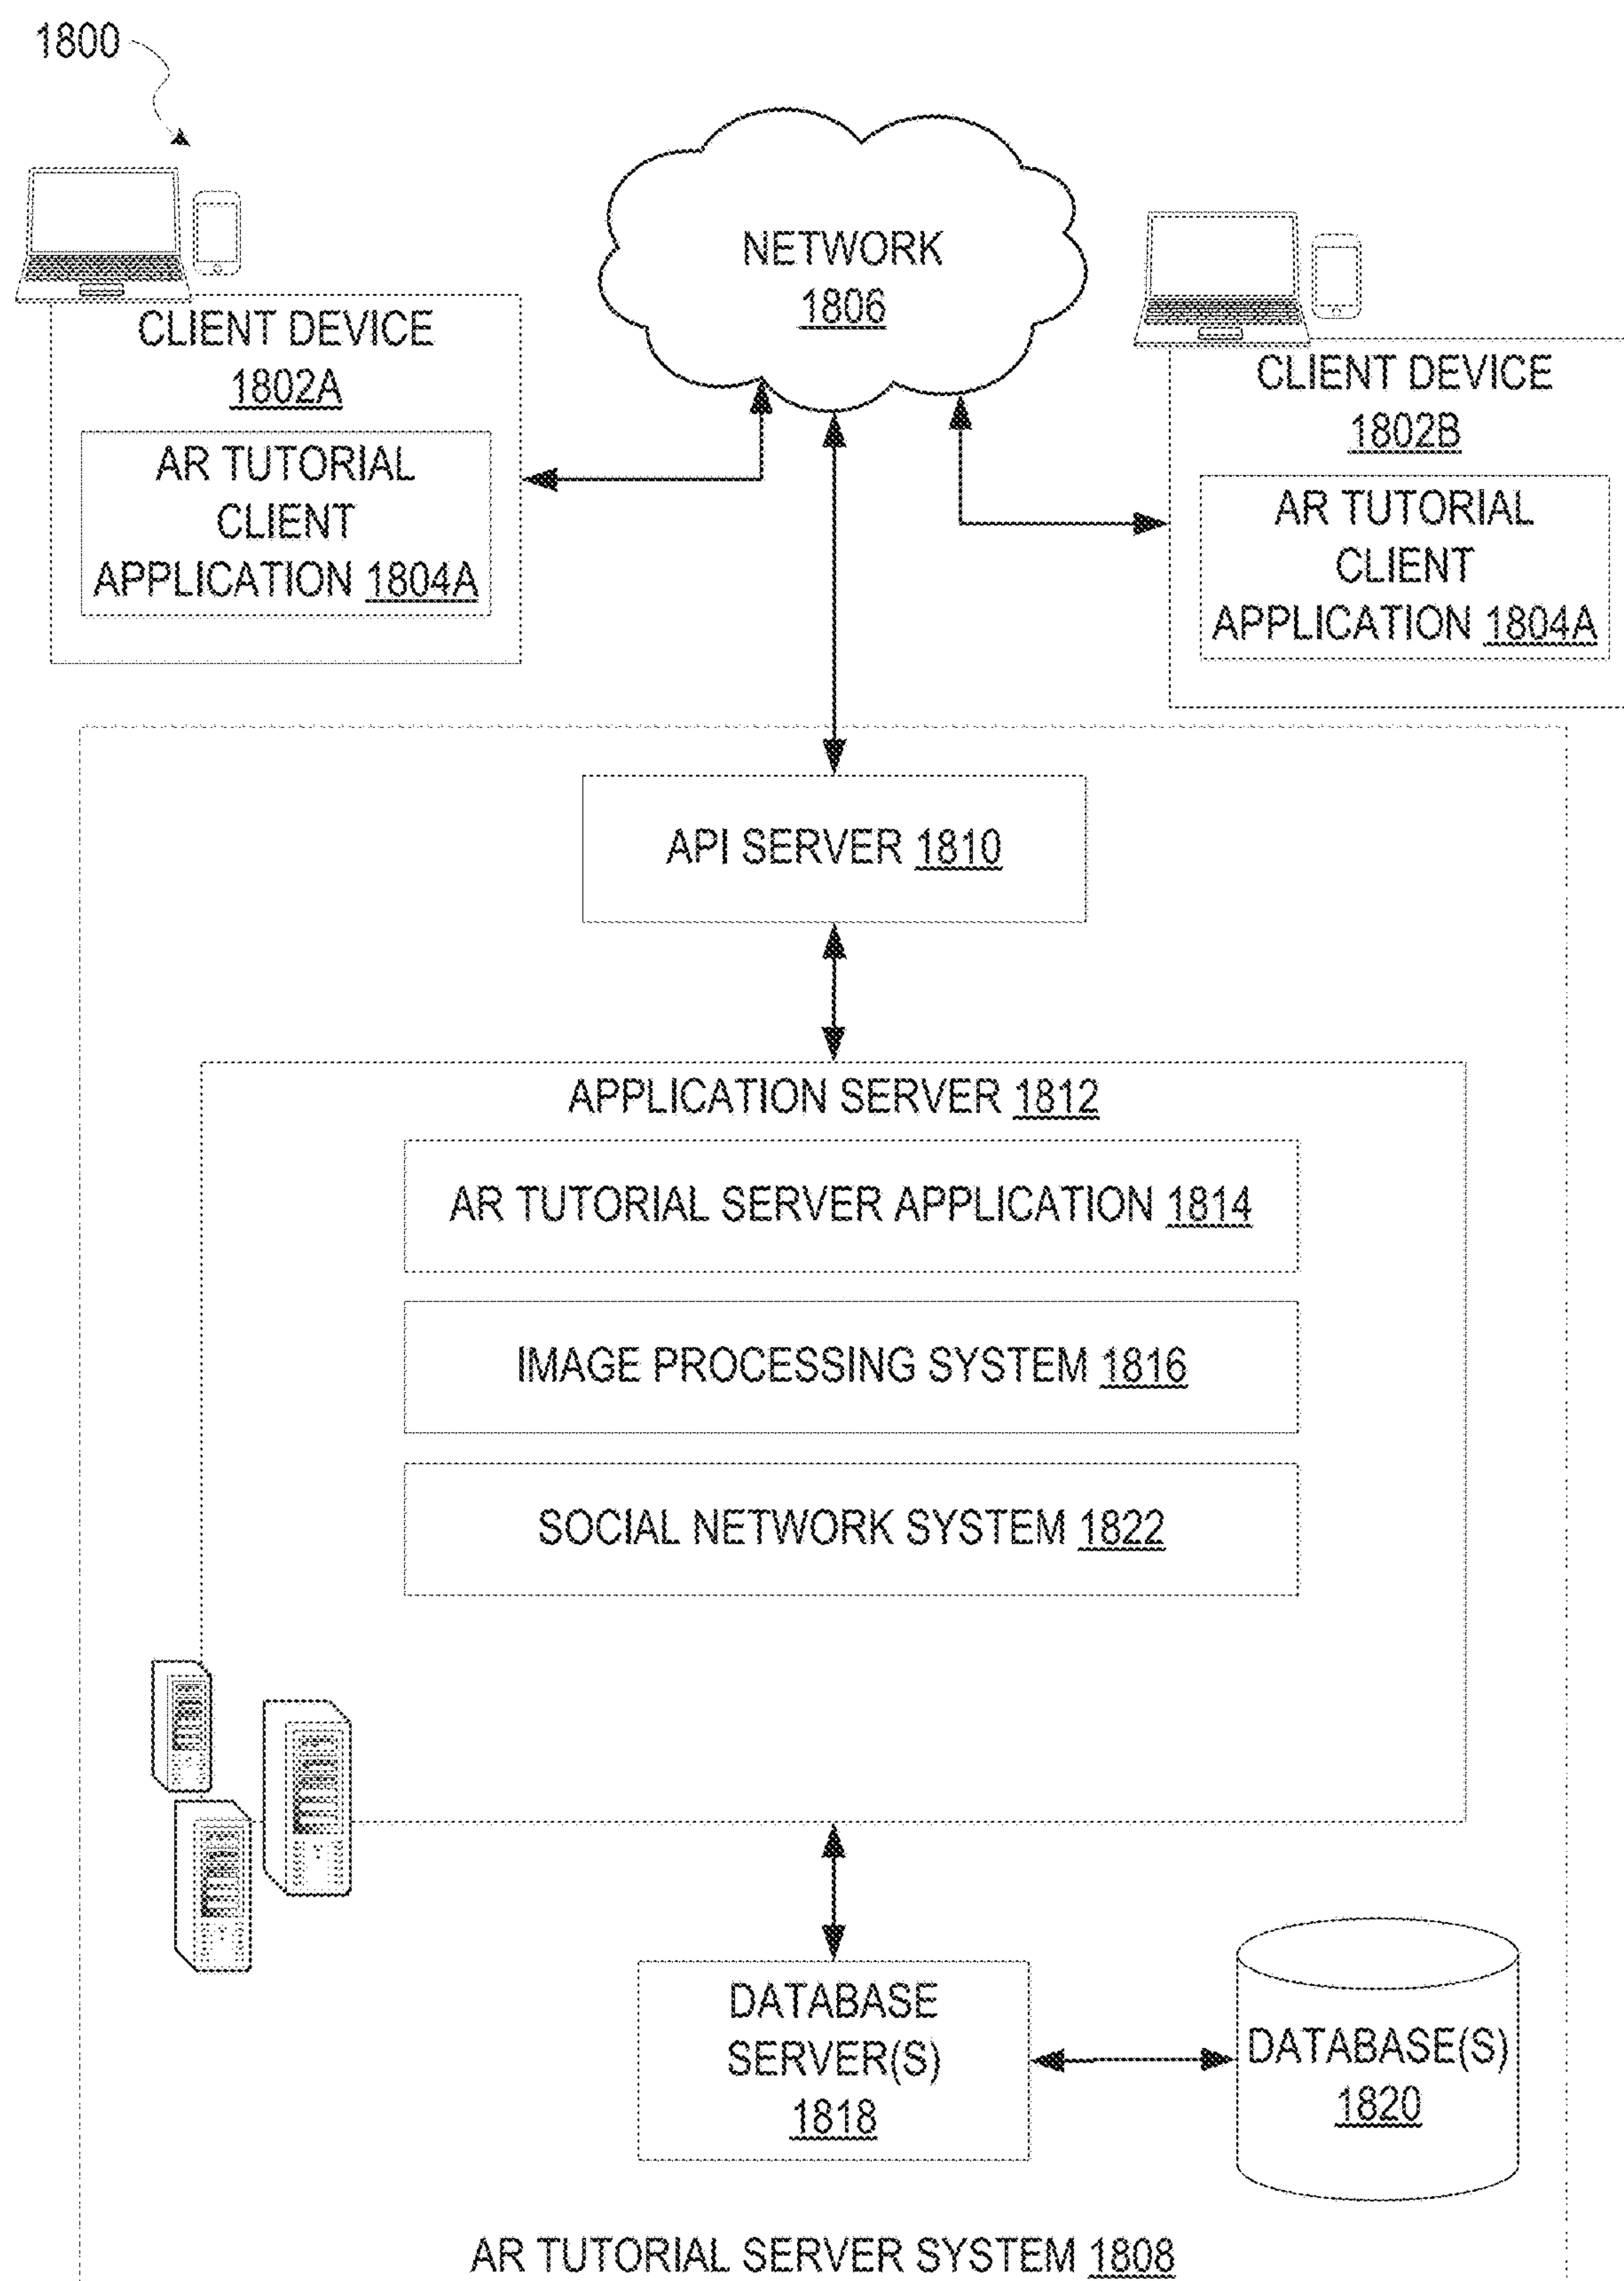 1800
NETWORK
1806
CLIENT DEVICE
1802A
AR TUTORIAL
CLIENT
APPLICATION 1804A
CLIENT DEVICE
1802B
AR TUTORIAL
CLIENT
APPLICATION 1804A
API SERVER 1810
APPLICATION SERVER 1812
AR TUTORIAL SERVER APPLICATION 1814
IMAGE PROCESSING SYSTEM 1816
SOCIAL NETWORK SYSTEM 1822
DATABASE
SERVER(S)
1818
DATABASE(S)
1820
AR TUTORIAL SERVER SYSTEM 1808